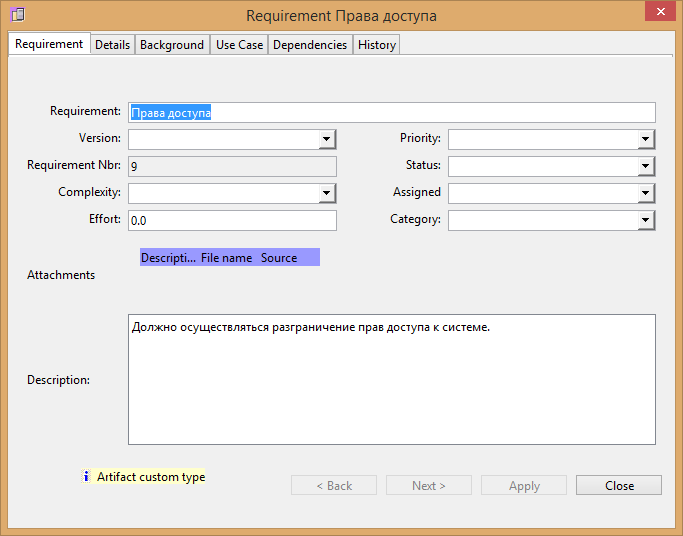 Requirement Права доступа
Requirement Details Background Use Case Dependencies History
Requirement: Права доступа
Version: Priority:
Requirement Nbr: 9 Status:
Complexity: Assigned
Effort: 0.0 Category:
Descripti... File name Source
Attachments
Должно осуществляться разграничение прав доступа к системе.
Description:
Artifact custom type
< Back Next > Apply Close